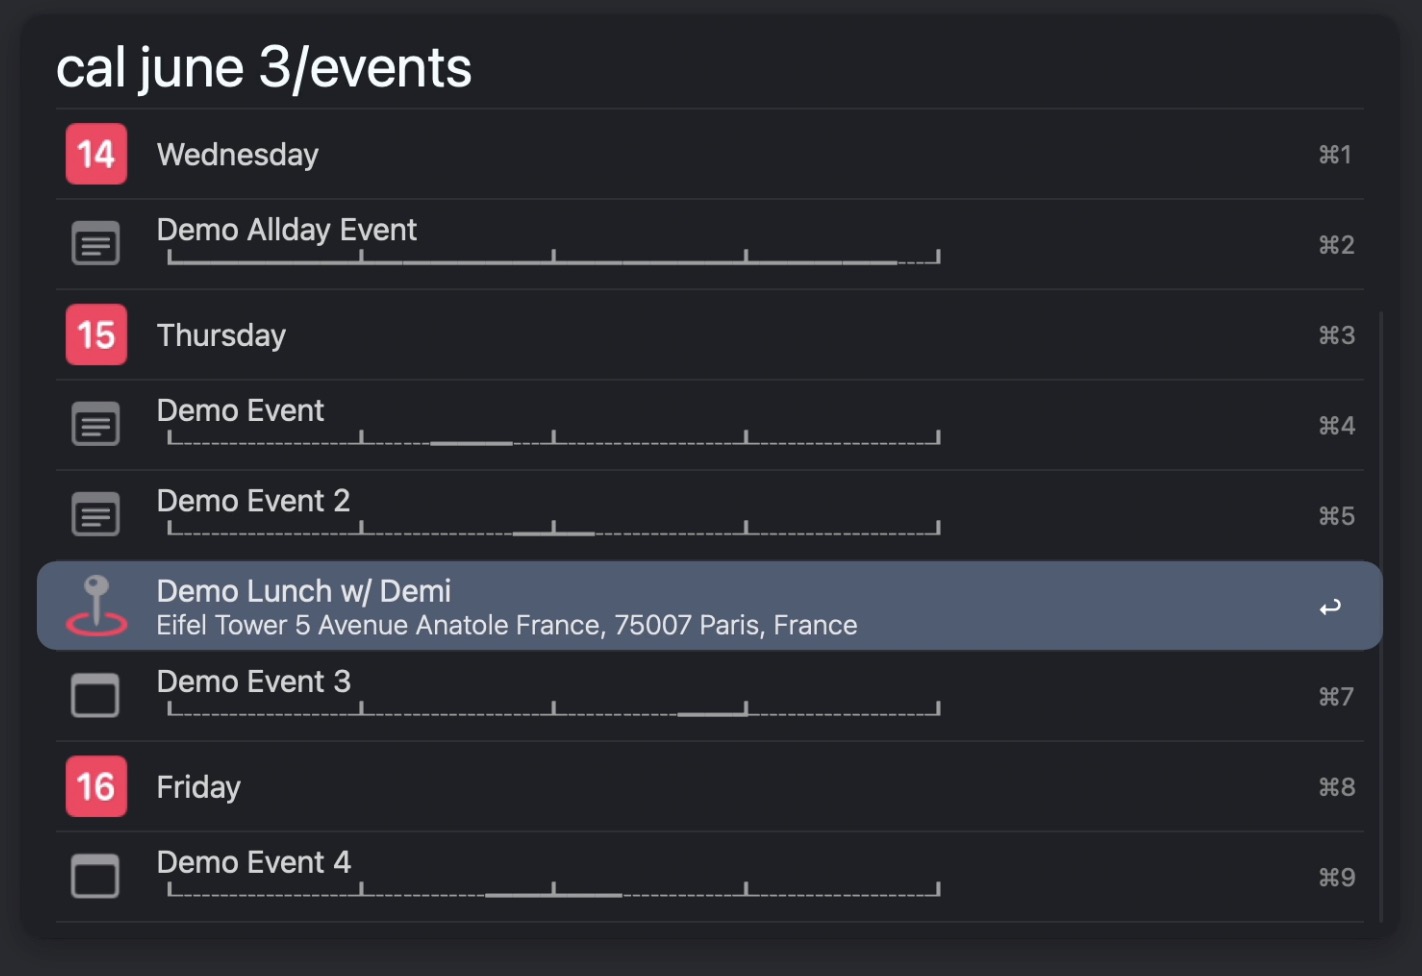 cal june 3/events
14 Wednesday ⌘1
Demo Allday Event ⌘2
15 Thursday ⌘3
Demo Event ⌘4
Demo Event 2 ⌘5
Demo Lunch w/ Demi
Eifel Tower 5 Avenue Anatole France, 75007 Paris, France
Demo Event 3 ⌘7
16 Friday ⌘8
Demo Event 4 ⌘9